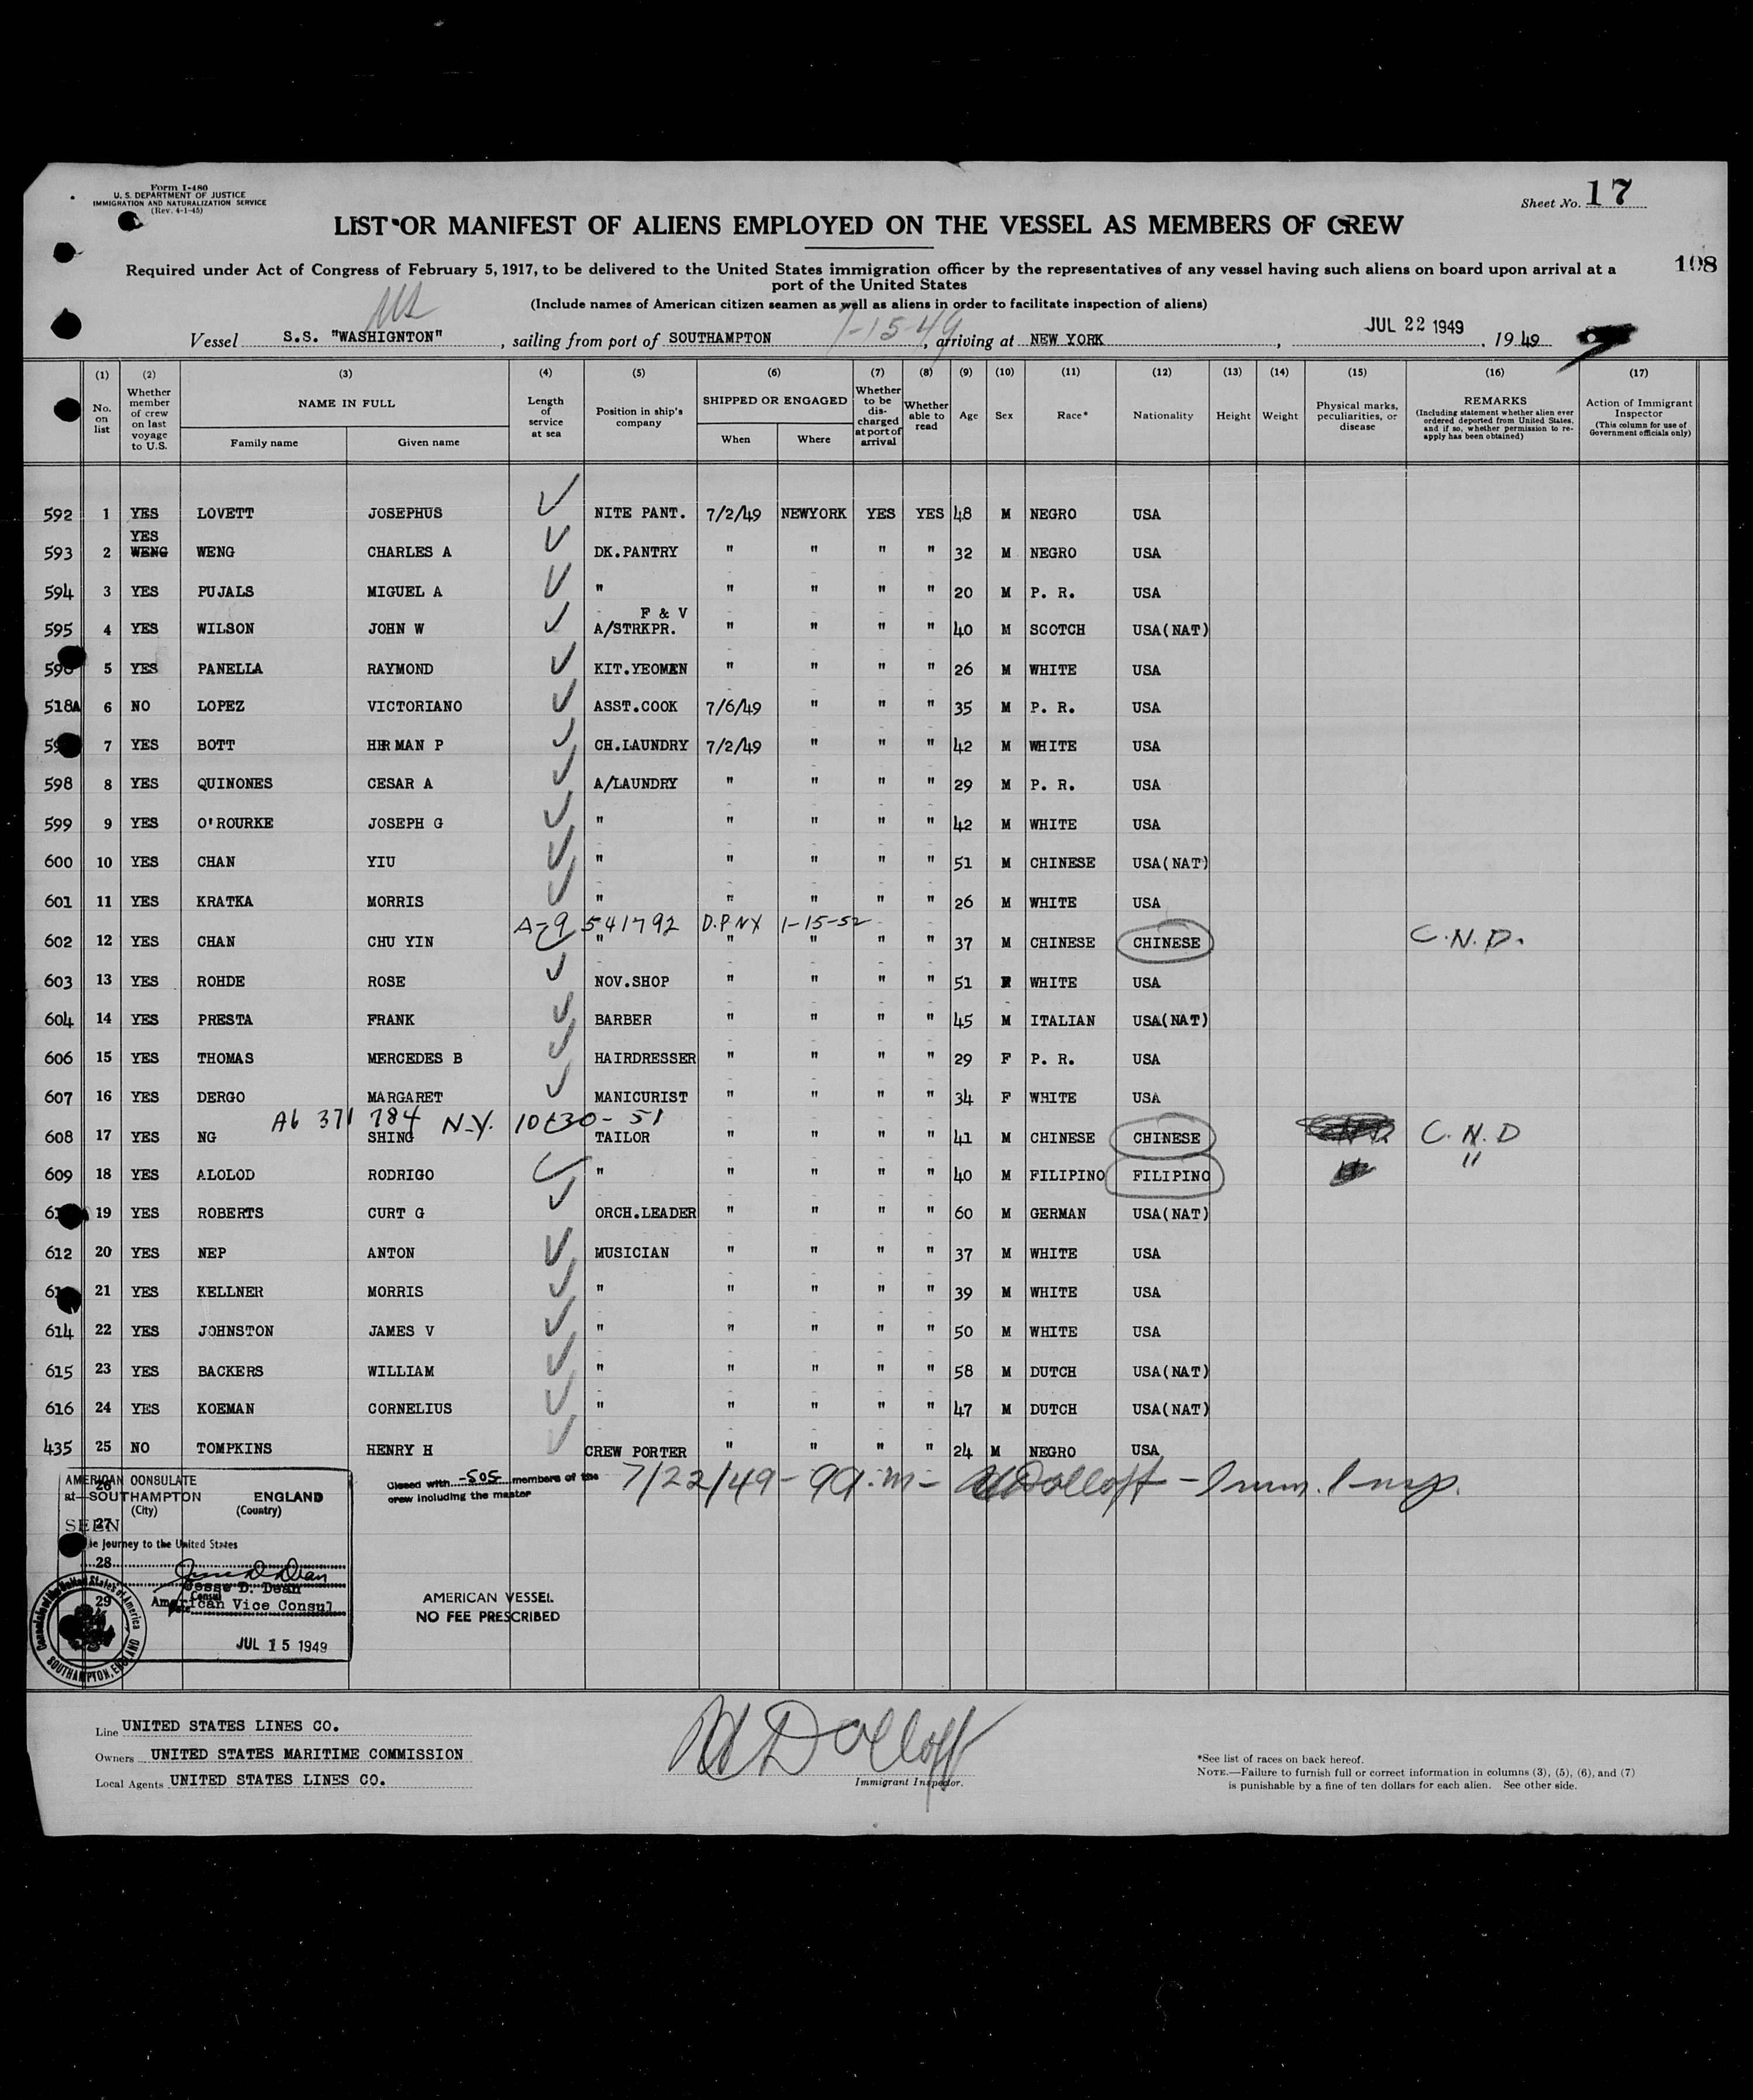 Form I-480
U. S. DEPARTMENT OF JUSTICE
IMMIGRATION AND NATURALIZATION SERVICE
(Rev. 4-1-45)
Sheet No. 17
LIST OR MANIFEST OF ALIENS EMPLOYED ON THE VESSEL AS MEMBERS OF CREW
108
Required under Act of Congress of February 5, 1917, to be delivered to the United States immigration officer by the representatives of any vessel having such aliens on board upon arrival at a
port of the United States
(Include names of American citizen seamen as well as aliens in order to facilitate inspection of aliens)
Vessel S.S. "WASHIGNTON", sailing from port of SOUTHAMPTON 7-15-49, arriving at NEW YORK, JUL 22 1949, 19 49
(1) (2) (3) (4) (5) (6) (7) (8) (9) (10) (11) (12) (13) (14) (15) (16) (17)
No. on list Whether member of crew on last voyage to U.S. NAME IN FULL Family name Given name Length of service at sea Position in ship's company SHIPPED OR ENGAGED When Where Whether to be discharged at port of arrival Whether able to read Age Sex Race* Nationality Height Weight Physical marks, peculiarities, or disease REMARKS (Including statement whether alien ever ordered deported from United States, and if so, whether permission to re-apply has been obtained) Action of Immigrant Inspector (This column for use of Government officials only)
592 1 YES LOVETT JOSEPHUS NITE PANT. 7/2/49 NEWYORK YES YES 48 M NEGRO USA
YES
593 2 WENG WENG CHARLES A DK.PANTRY " " " " 32 M NEGRO USA
594 3 YES PUJALS MIGUEL A " " " " " 20 M P. R. USA
F & V
595 4 YES WILSON JOHN W A/STRKPR. " " " " 40 M SCOTCH USA(NAT)
5 YES PANELLA RAYMOND KIT.YEOMEN " " " " 26 M WHITE USA
518A 6 NO LOPEZ VICTORIANO ASST.COOK 7/6/49 " " " 35 M P. R. USA
7 YES BOTT HERMAN P CH.LAUNDRY 7/2/49 " " " 42 M WHITE USA
598 8 YES QUINONES CESAR A A/LAUNDRY " " " " 29 M P. R. USA
599 9 YES O'ROURKE JOSEPH G " " " " " 42 M WHITE USA
600 10 YES CHAN YIU " " " " " 51 M CHINESE USA(NAT)
601 11 YES KRATKA MORRIS " " " " " 26 M WHITE USA
A-9 541792 D.P NY 1-15-52
602 12 YES CHAN CHU YIN " " " " " 37 M CHINESE CHINESE C.N.D.
603 13 YES ROHDE ROSE NOV.SHOP " " " " 51 F WHITE USA
604 14 YES PRESTA FRANK BARBER " " " " 45 M ITALIAN USA(NAT)
606 15 YES THOMAS MERCEDES B HAIRDRESSER " " " " 29 F P. R. USA
607 16 YES DERGO MARGARET MANICURIST " " " " 34 F WHITE USA
A6 371 784 N.Y. 10-30-51
608 17 YES NG SHING TAILOR " " " " 41 M CHINESE CHINESE C.N.D
609 18 YES ALOLOD RODRIGO " " " " " 40 M FILIPINO FILIPINO "
19 YES ROBERTS CURT G ORCH.LEADER " " " " 60 M GERMAN USA(NAT)
612 20 YES NEP ANTON MUSICIAN " " " " 37 M WHITE USA
21 YES KELLNER MORRIS " " " " " 39 M WHITE USA
614 22 YES JOHNSTON JAMES V " " " " " 50 M WHITE USA
615 23 YES BACKERS WILLIAM " " " " " 58 M DUTCH USA(NAT)
616 24 YES KOEMAN CORNELIUS " " " " " 47 M DUTCH USA(NAT)
435 25 NO TOMPKINS HENRY H CREW PORTER " " " " 24 M NEGRO USA
Closed with -505 members of the
crew including the master
7/22/49 - 9 a.m - W Dolloff - Imm. Insp.
AMERICAN CONSULATE
26
at SOUTHAMPTON ENGLAND
(City) (Country)
SEEN
27
journey to the United States
28
Jesse D. Dean
29
American Vice Consul
JUL 15 1949
Consulate of the United States of America
SOUTHAMPTON, ENGLAND
AMERICAN VESSEL
NO FEE PRESCRIBED
Line UNITED STATES LINES CO.
Owners UNITED STATES MARITIME COMMISSION
Local Agents UNITED STATES LINES CO.
W Dolloff
Immigrant Inspector.
*See list of races on back hereof.
NOTE.—Failure to furnish full or correct information in columns (3), (5), (6), and (7)
is punishable by a fine of ten dollars for each alien. See other side.